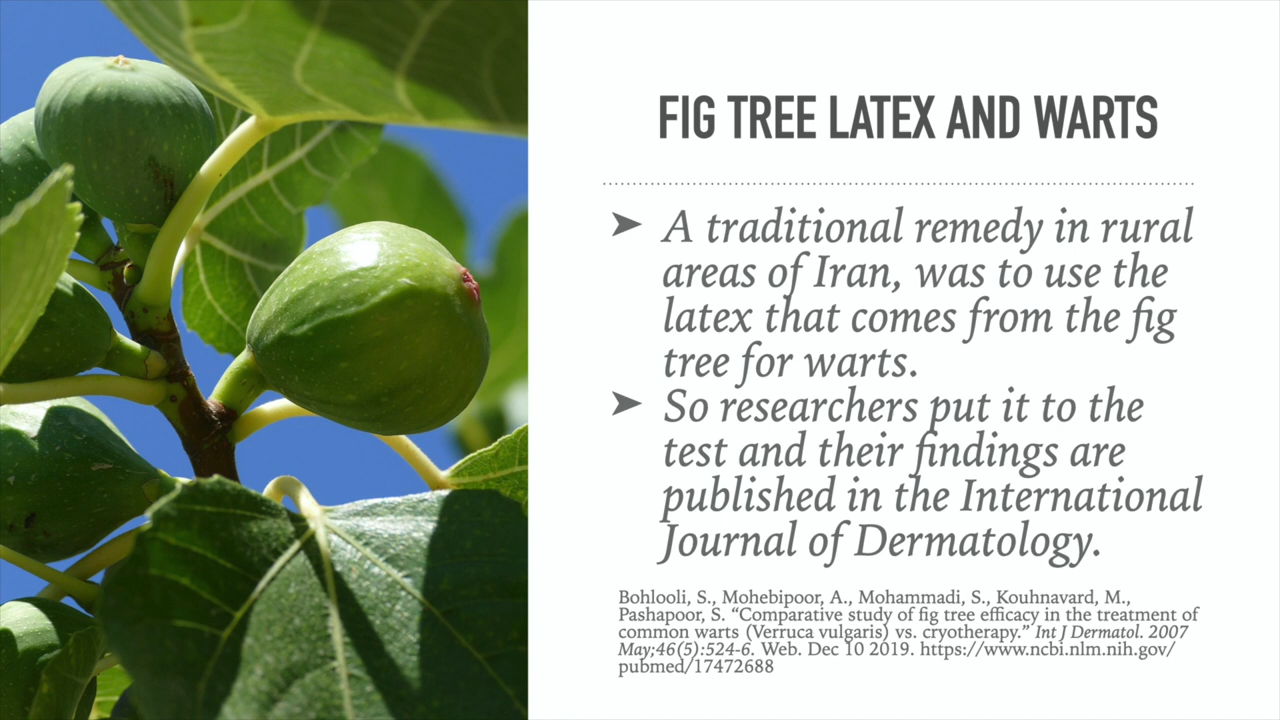 FIG TREE LATEX AND WARTS
➤ A traditional remedy in rural
areas of Iran, was to use the
latex that comes from the fig
tree for warts.
➤ So researchers put it to the
test and their findings are
published in the International
Journal of Dermatology.
Bohlooli, S., Mohebipoor, A., Mohammadi, S., Kouhnavard, M.,
Pashapoor, S. “Comparative study of fig tree efficacy in the treatment of
common warts (Verruca vulgaris) vs. cryotherapy.” Int J Dermatol. 2007
May;46(5):524-6. Web. Dec 10 2019. https://www.ncbi.nlm.nih.gov/
pubmed/17472688